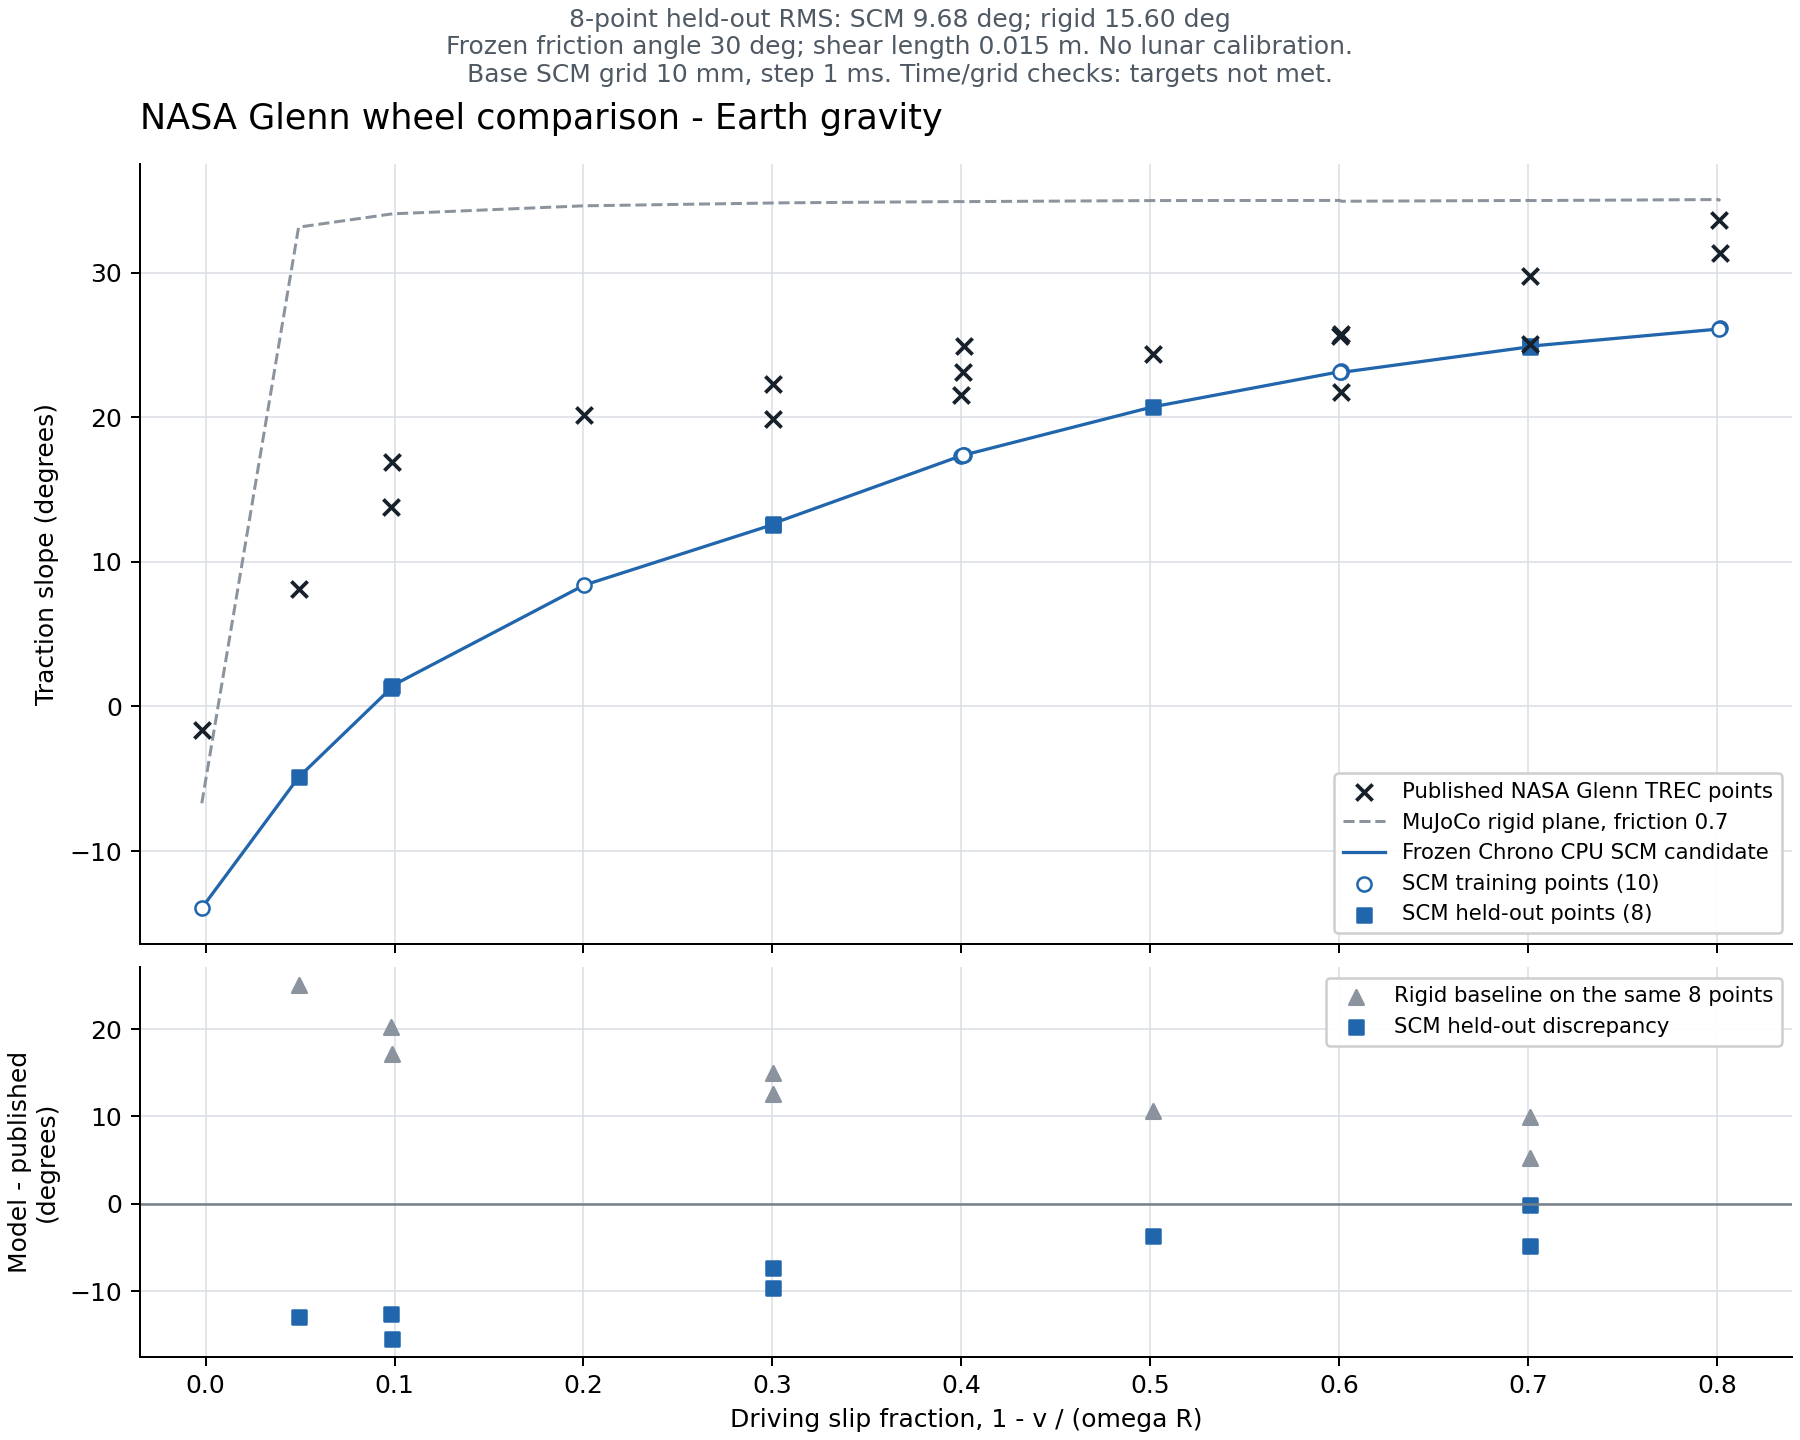 8-point held-out RMS: SCM 9.68 deg; rigid 15.60 deg
Frozen friction angle 30 deg; shear length 0.015 m. No lunar calibration.
Base SCM grid 10 mm, step 1 ms. Time/grid checks: targets not met.
NASA Glenn wheel comparison - Earth gravity
Traction slope (degrees)
30
20
10
0
−10
Published NASA Glenn TREC points
MuJoCo rigid plane, friction 0.7
Frozen Chrono CPU SCM candidate
SCM training points (10)
SCM held-out points (8)
Model - published
(degrees)
20
10
0
−10
Rigid baseline on the same 8 points
SCM held-out discrepancy
0.0 0.1 0.2 0.3 0.4 0.5 0.6 0.7 0.8
Driving slip fraction, 1 - v / (omega R)